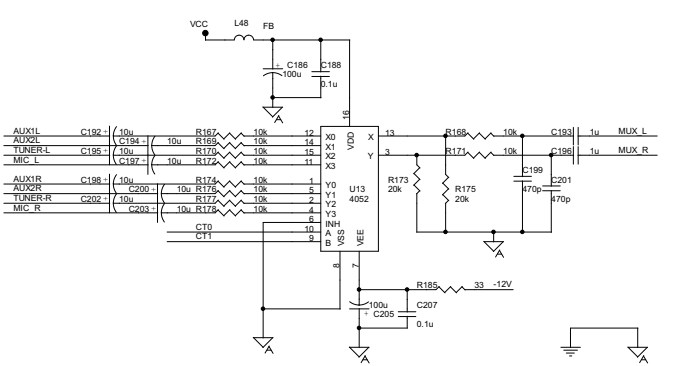 VCC L48 FB
C186
+ 100u
C188
0.1u
16
AUX1L C192 + 10u R167 10k 12 X0 VDD X 13 R168 10k C193 1u MUX_L
AUX2L C194 + 10u R169 10k 14 X1
TUNER-L C195 + 10u R170 10k 15 X2 Y 3 R171 10k C196 1u MUX_R
MIC_L C197 + 10u R172 10k 11 X3
AUX1R C198 + 10u R174 10k 1 Y0
AUX2R C200 + 10u R176 10k 5 Y1
TUNER-R C202 + 10u R177 10k 2 Y2
MIC_R C203 + 10u R178 10k 4 Y3
6 INH
CT0 10 A
CT1 9 B
U13
4052
VSS VEE
8 7
R173
20k
R175
20k
C199
470p
C201
470p
A
A
R185 33 -12V
100u
+ C205
C207
0.1u
A
A
A